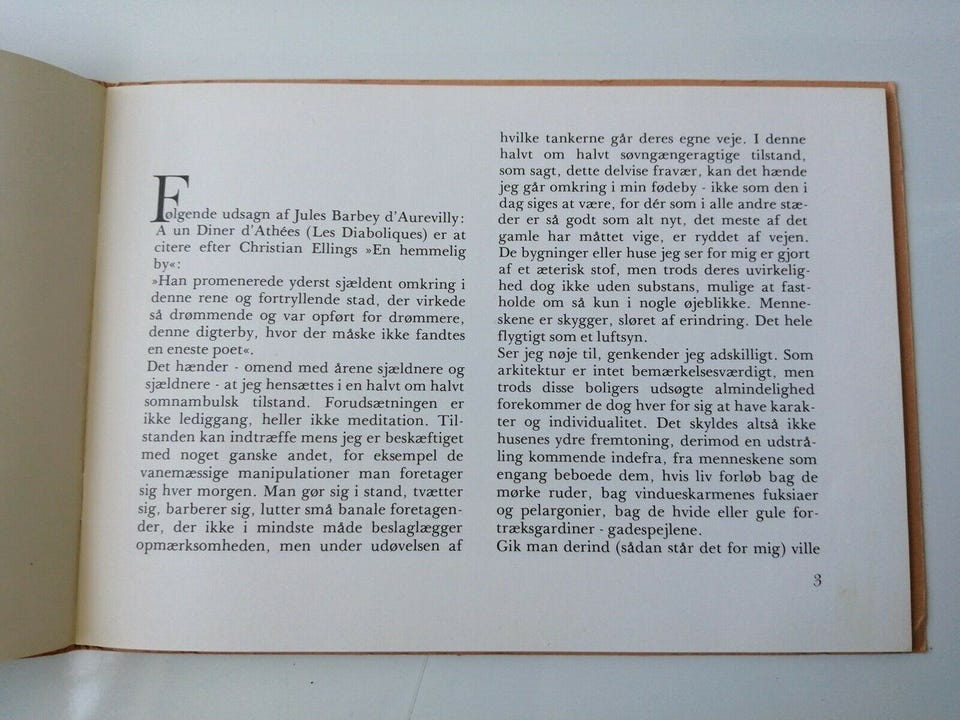 Følgende udsagn af Jules Barbey d'Aurevilly:
A un Diner d'Athées (Les Diaboliques) er at
citere efter Christian Ellings »En hemmelig
by«:
»Han promenerede yderst sjældent omkring i
denne rene og fortryllende stad, der virkede
så drømmende og var opført for drømmere,
denne digterby, hvor der måske ikke fandtes
en eneste poet«.
Det hænder - omend med årene sjældnere og
sjældnere - at jeg hensættes i en halvt om halvt
somnambulsk tilstand. Forudsætningen er
ikke lediggang, heller ikke meditation. Til-
standen kan indtræffe mens jeg er beskæftiget
med noget ganske andet, for eksempel de
vanemæssige manipulationer man foretager
sig hver morgen. Man gør sig i stand, tvætter
sig, barberer sig, lutter små banale foretagen-
der, der ikke i mindste måde beslaglægger
opmærksomheden, men under udøvelsen af
hvilke tankerne går deres egne veje. I denne
halvt om halvt søvngængeragtige tilstand,
som sagt, dette delvise fravær, kan det hænde
jeg går omkring i min fødeby - ikke som den i
dag siges at være, for dér som i alle andre stæ-
der er så godt som alt nyt, det meste af det
gamle har måttet vige, er ryddet af vejen.
De bygninger eller huse jeg ser for mig er gjort
af et æterisk stof, men trods deres uvirkelig-
hed dog ikke uden substans, mulige at fast-
holde om så kun i nogle øjeblikke. Menne-
skene er skygger, sløret af erindring. Det hele
flygtigt som et luftsyn.
Ser jeg nøje til, genkender jeg adskilligt. Som
arkitektur er intet bemærkelsesværdigt, men
trods disse boligers udsøgte almindelighed
forekommer de dog hver for sig at have karak-
ter og individualitet. Det skyldes altså ikke
husenes ydre fremtoning, derimod en udstrå-
ling kommende indefra, fra menneskene som
engang beboede dem, hvis liv forløb bag de
mørke ruder, bag vindueskarmenes fuksiaer
og pelargonier, bag de hvide eller gule for-
træksgardiner - gadespejlene.
Gik man derind (sådan står det for mig) ville
3